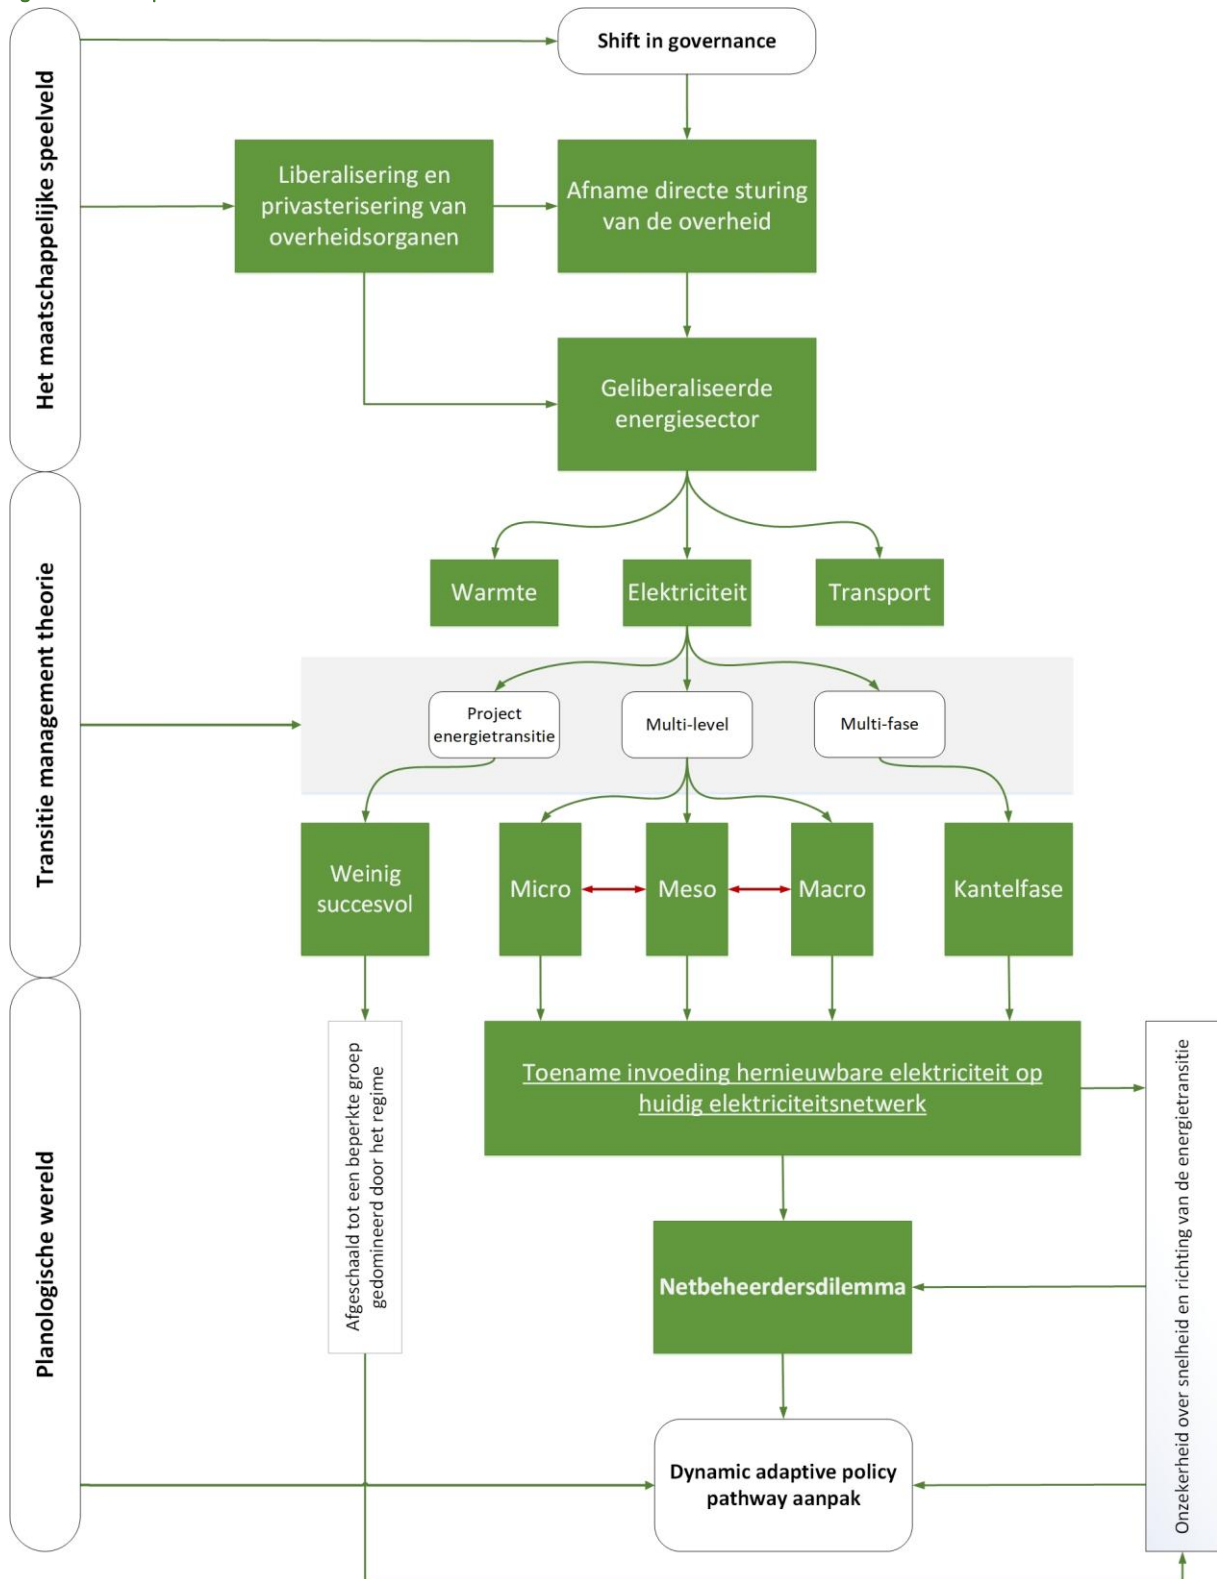 Shift in governance
Het maatschappelijke speelveld
Liberalisering en
privasterisering van
overheidsorganen
Afname directe sturing
van de overheid
Geliberaliseerde
energiesector
Transitie management theorie
Warmte
Elektriciteit
Transport
Project
energietransitie
Multi-level
Multi-fase
Weinig
succesvol
Micro
Meso
Macro
Kantelfase
Planologische wereld
Afgeschaald tot een beperkte groep
gedomineerd door het regime
Toename invoeding hernieuwbare elektriciteit op
huidig elektriciteitsnetwerk
Onzekerheid over snelheid en richting van de energietransitie
Netbeheerdersdilemma
Dynamic adaptive policy
pathway aanpak